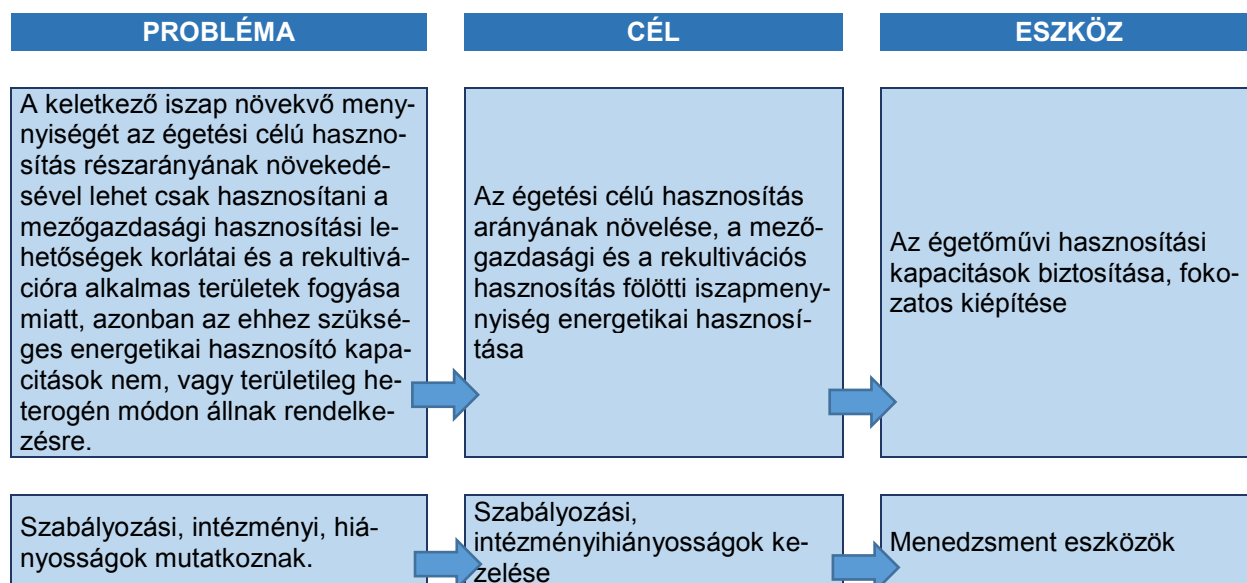 PROBLÉMA
CÉL
ESZKÖZ
A keletkező iszap növekvő meny-
nyiségét az égetési célú haszno-
sítás részarányának növekedé-
sével lehet csak hasznosítani a
mezőgazdasági hasznosítási le-
hetőségek korlátai és a rekultivá-
cióra alkalmas területek fogyása
miatt, azonban az ehhez szüksé-
ges energetikai hasznosító kapa-
citások nem, vagy területileg he-
terogén módon állnak rendelke-
zésre.
Az égetési célú hasznosítás
arányának növelése, a mező-
gazdasági és a rekultivációs
hasznosítás fölötti iszapmeny-
nyiség energetikai hasznosí-
tása
Az égetőművi hasznosítási
kapacitások biztosítása, foko-
zatos kiépítése
Szabályozási, intézményi, hiá-
nyosságok mutatkoznak.
Szabályozási,
intézményihiányosságok ke-
zelése
Menedzsment eszközök